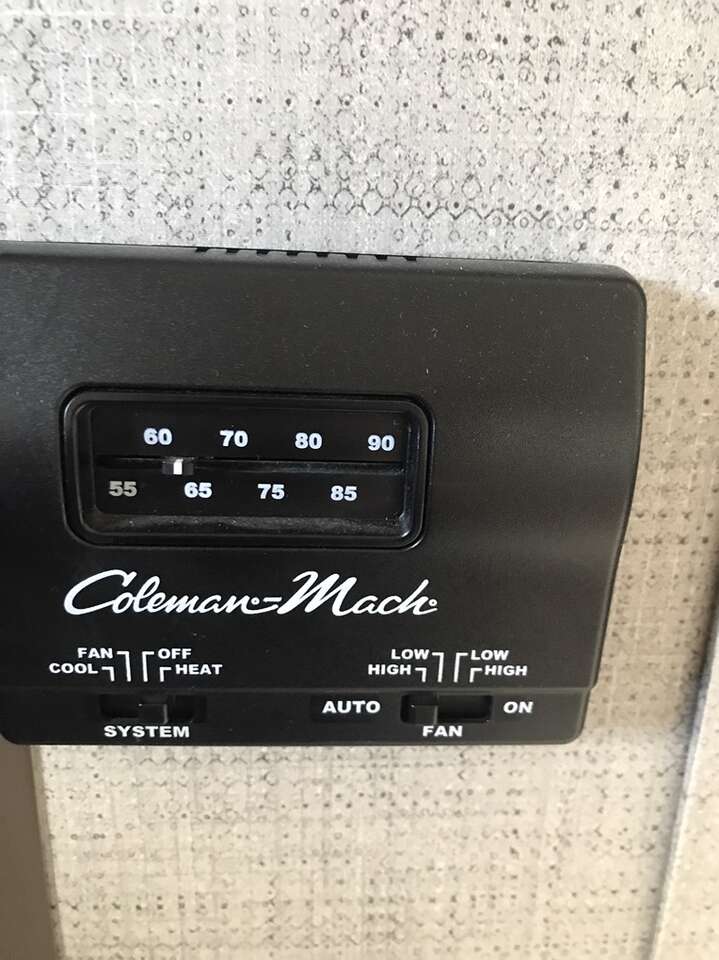 60 70 80 90
55 65 75 85
Coleman-Mach
FAN OFF
COOL HEAT
SYSTEM
LOW LOW
HIGH HIGH
AUTO ON
FAN